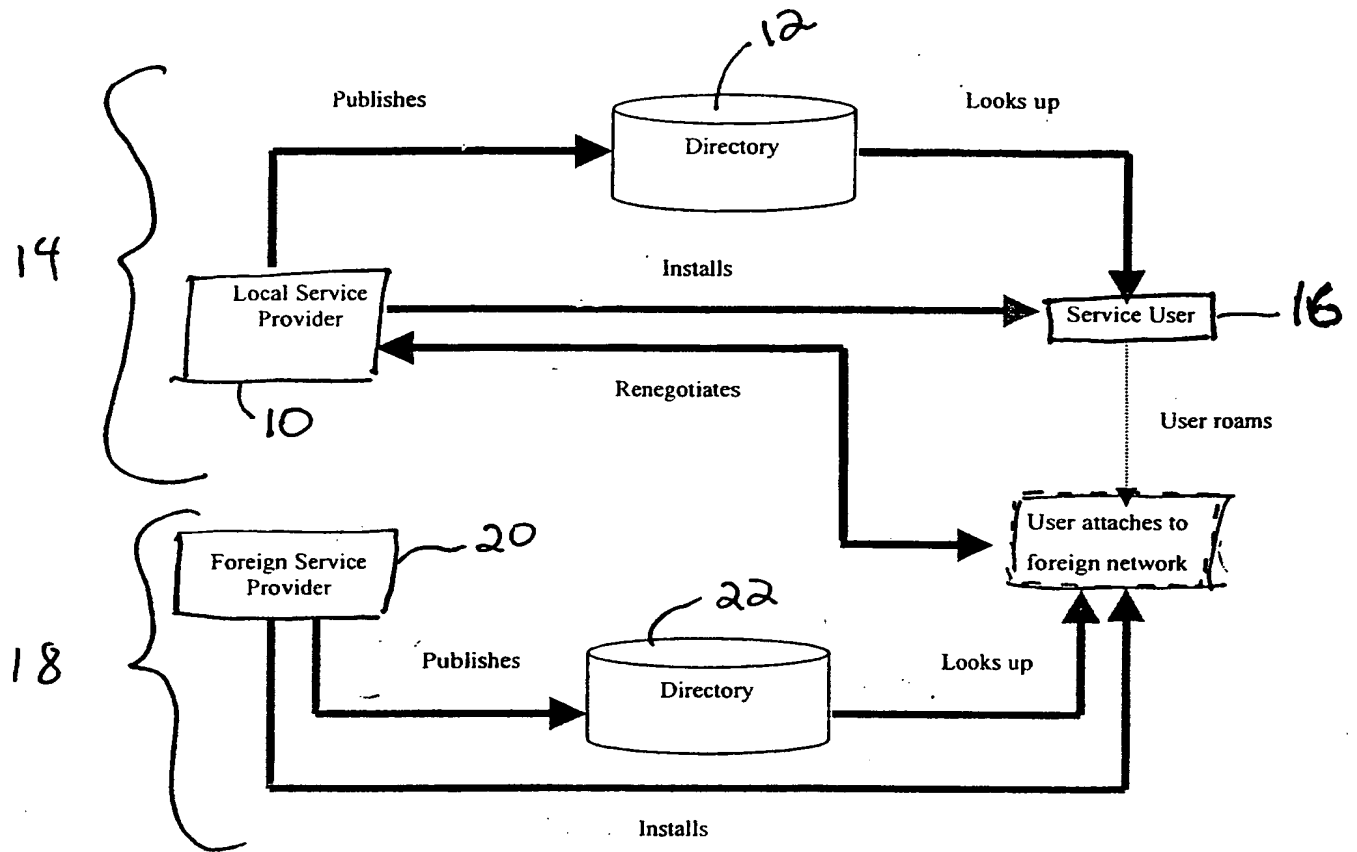 12
Publishes
Looks up
Directory
14
Installs
Local Service
Provider
Service User
16
Renegotiates
10
User roams
User attaches to
foreign network
20
Foreign Service
Provider
22
18
Publishes
Looks up
Directory
Installs